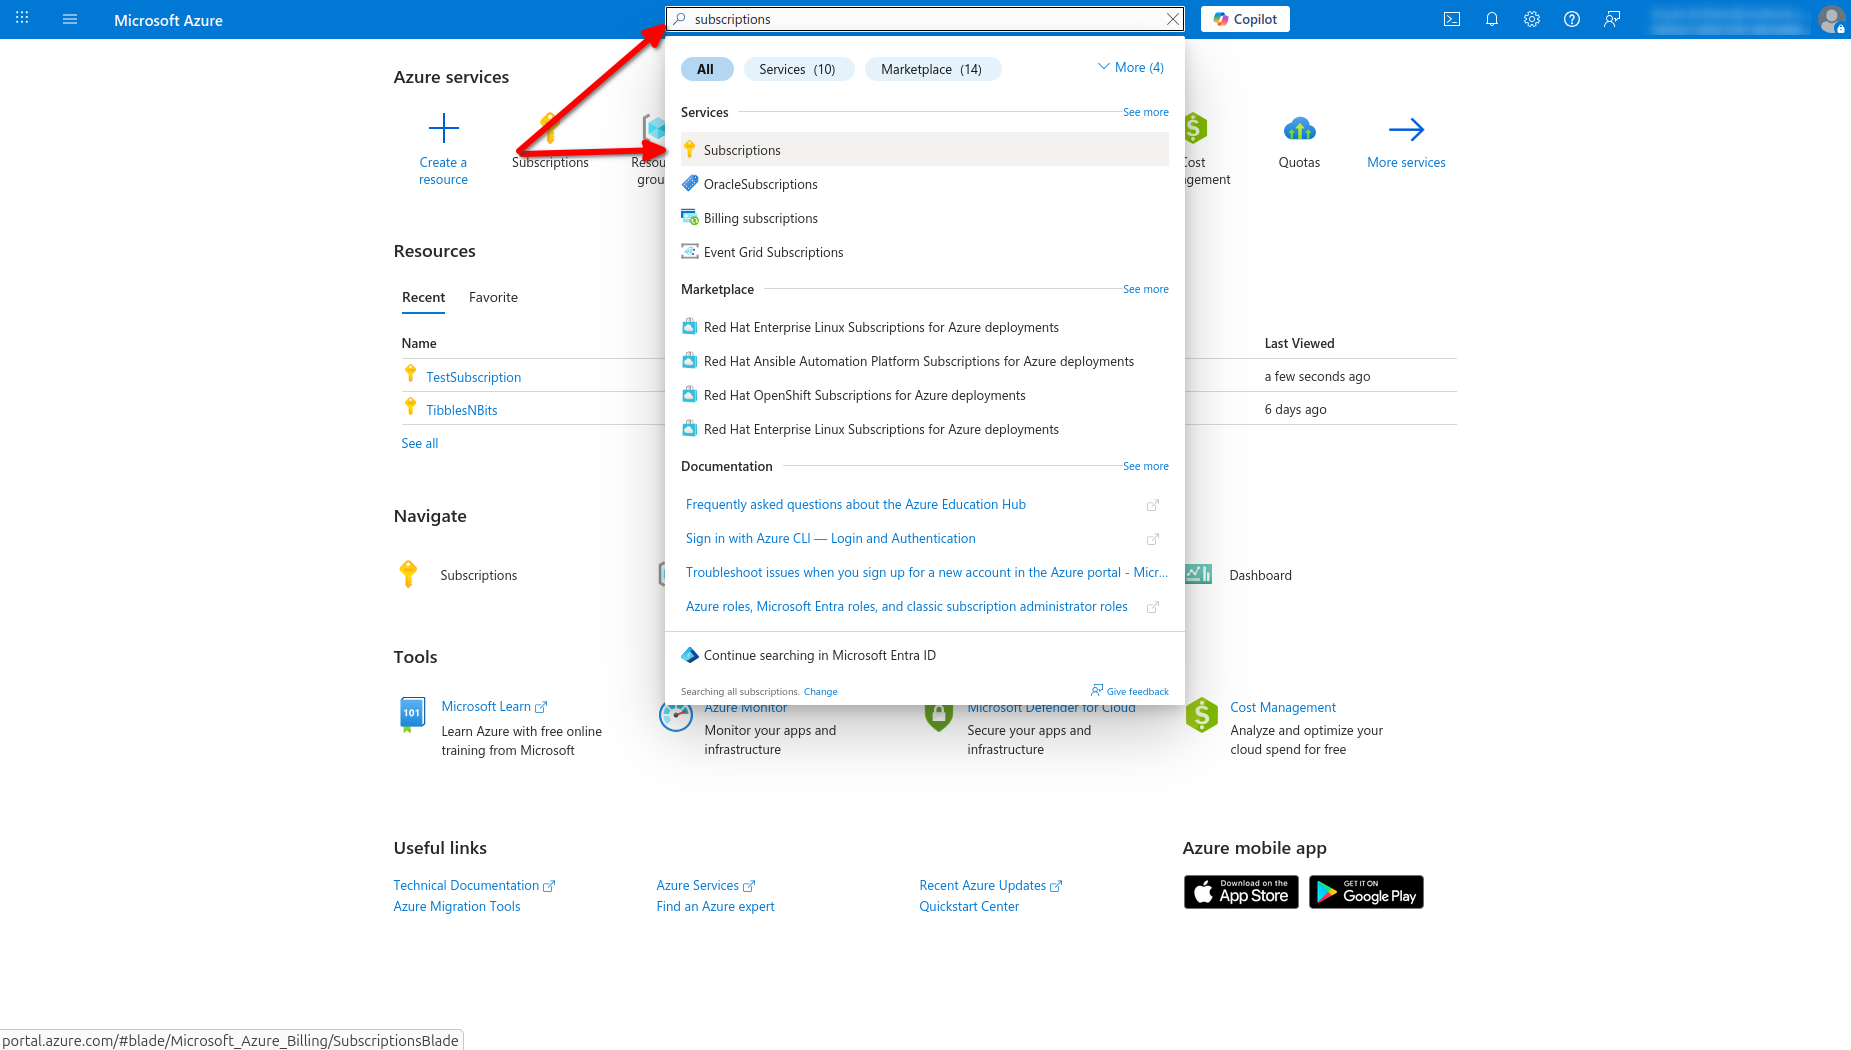 Microsoft Azure
subscriptions
Copilot
All
Services (10)
Marketplace (14)
More (4)
Services
See more
Subscriptions
OracleSubscriptions
Billing subscriptions
Event Grid Subscriptions
Marketplace
See more
Red Hat Enterprise Linux Subscriptions for Azure deployments
Red Hat Ansible Automation Platform Subscriptions for Azure deployments
Red Hat OpenShift Subscriptions for Azure deployments
Red Hat Enterprise Linux Subscriptions for Azure deployments
Documentation
See more
Frequently asked questions about the Azure Education Hub
Sign in with Azure CLI — Login and Authentication
Troubleshoot issues when you sign up for a new account in the Azure portal - Micr...
Azure roles, Microsoft Entra roles, and classic subscription administrator roles
Continue searching in Microsoft Entra ID
Searching all subscriptions. Change
Give feedback
Azure services
Create a
resource
Subscriptions
Quotas
More services
Resources
Recent
Favorite
Name
Last Viewed
TestSubscription
a few seconds ago
TibblesNBits
6 days ago
See all
Navigate
Subscriptions
Dashboard
Tools
101
Microsoft Learn
Learn Azure with free online
training from Microsoft
Azure Monitor
Monitor your apps and
infrastructure
Microsoft Defender for Cloud
Secure your apps and
infrastructure
Cost Management
Analyze and optimize your
cloud spend for free
Useful links
Technical Documentation
Azure Services
Recent Azure Updates
Azure Migration Tools
Find an Azure expert
Quickstart Center
Azure mobile app
Download on the
App Store
GET IT ON
Google Play
portal.azure.com/#blade/Microsoft_Azure_Billing/SubscriptionsBlade